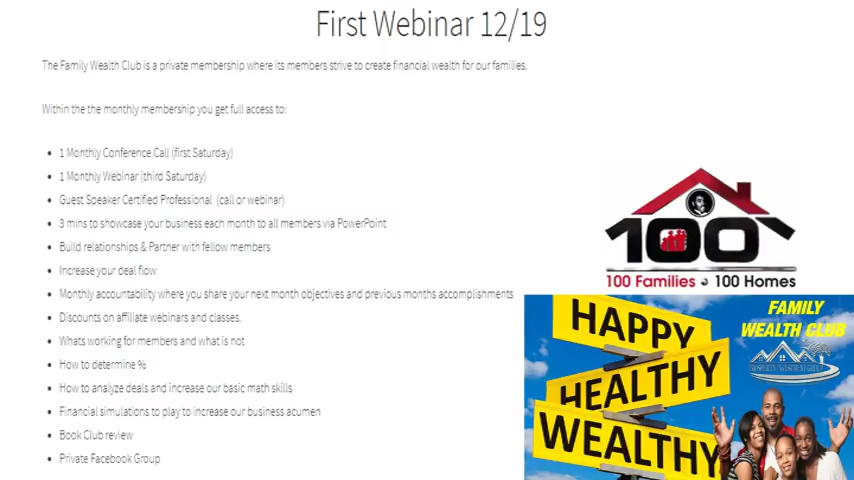 First Webinar 12/19
The Family Wealth Club is a private membership where its members strive to create financial wealth for our families.
Within the the monthly membership you get full access to:
• 1 Monthly Conference Call (first Saturday)
• 1 Monthly Webinar (third Saturday)
• Guest Speaker Certified Professional (call or webinar)
• 3 mins to showcase your business each month to all members via PowerPoint
• Build relationships & Partner with fellow members
• Increase your deal flow
• Monthly accountability where you share your next month objectives and previous months accomplishments
• Discounts on affiliate webinars and classes.
• Whats working for members and what is not
• How to determine %
• How to analyze deals and increase our basic math skills
• Financial simulations to play to increase our business acumen
• Book Club review
• Private Facebook Group
100
100 Families 100 Homes
HAPPY
HEALTHY
WEALTHY
FAMILY
WEALTH CLUB